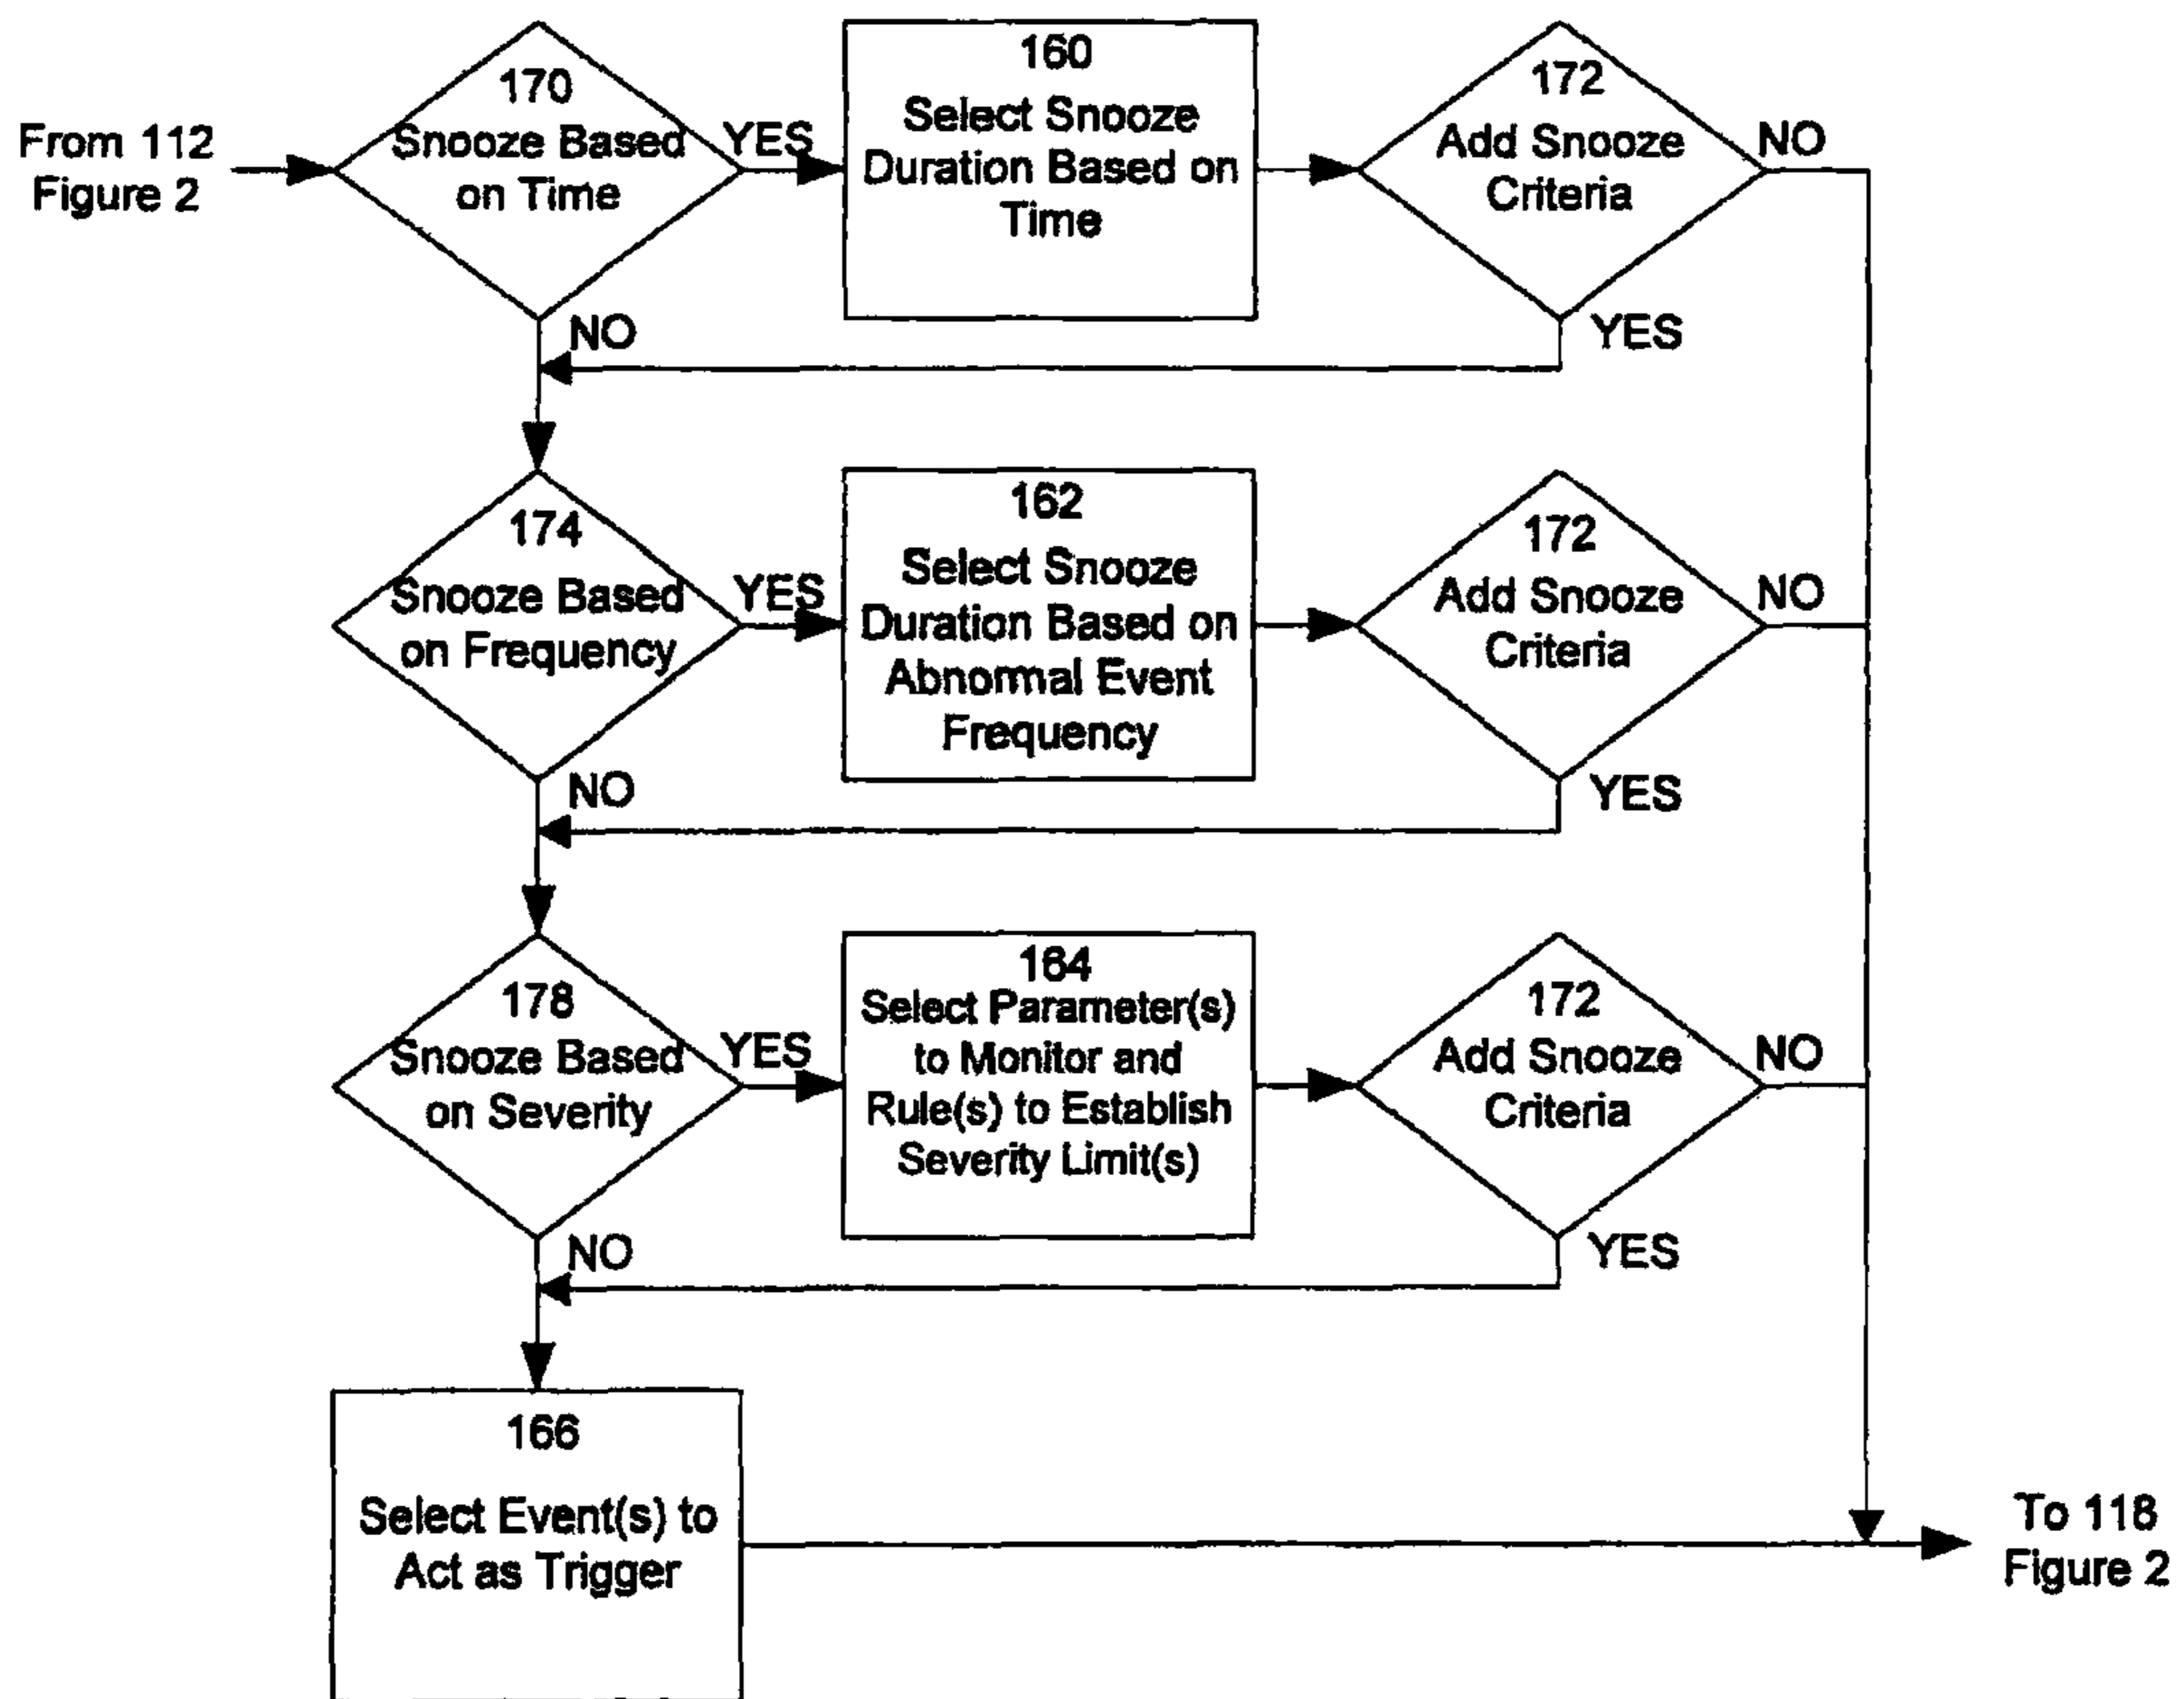 From 112
Figure 2
170
Snooze Based
on Time
YES
NO
160
Select Snooze
Duration Based on
Time
172
Add Snooze
Criteria
NO
YES
174
Snooze Based
on Frequency
YES
NO
162
Select Snooze
Duration Based on
Abnormal Event
Frequency
172
Add Snooze
Criteria
NO
YES
178
Snooze Based
on Severity
YES
NO
164
Select Parameter(s)
to Monitor and
Rule(s) to Establish
Severity Limit(s)
172
Add Snooze
Criteria
NO
YES
166
Select Event(s) to
Act as Trigger
To 118
Figure 2